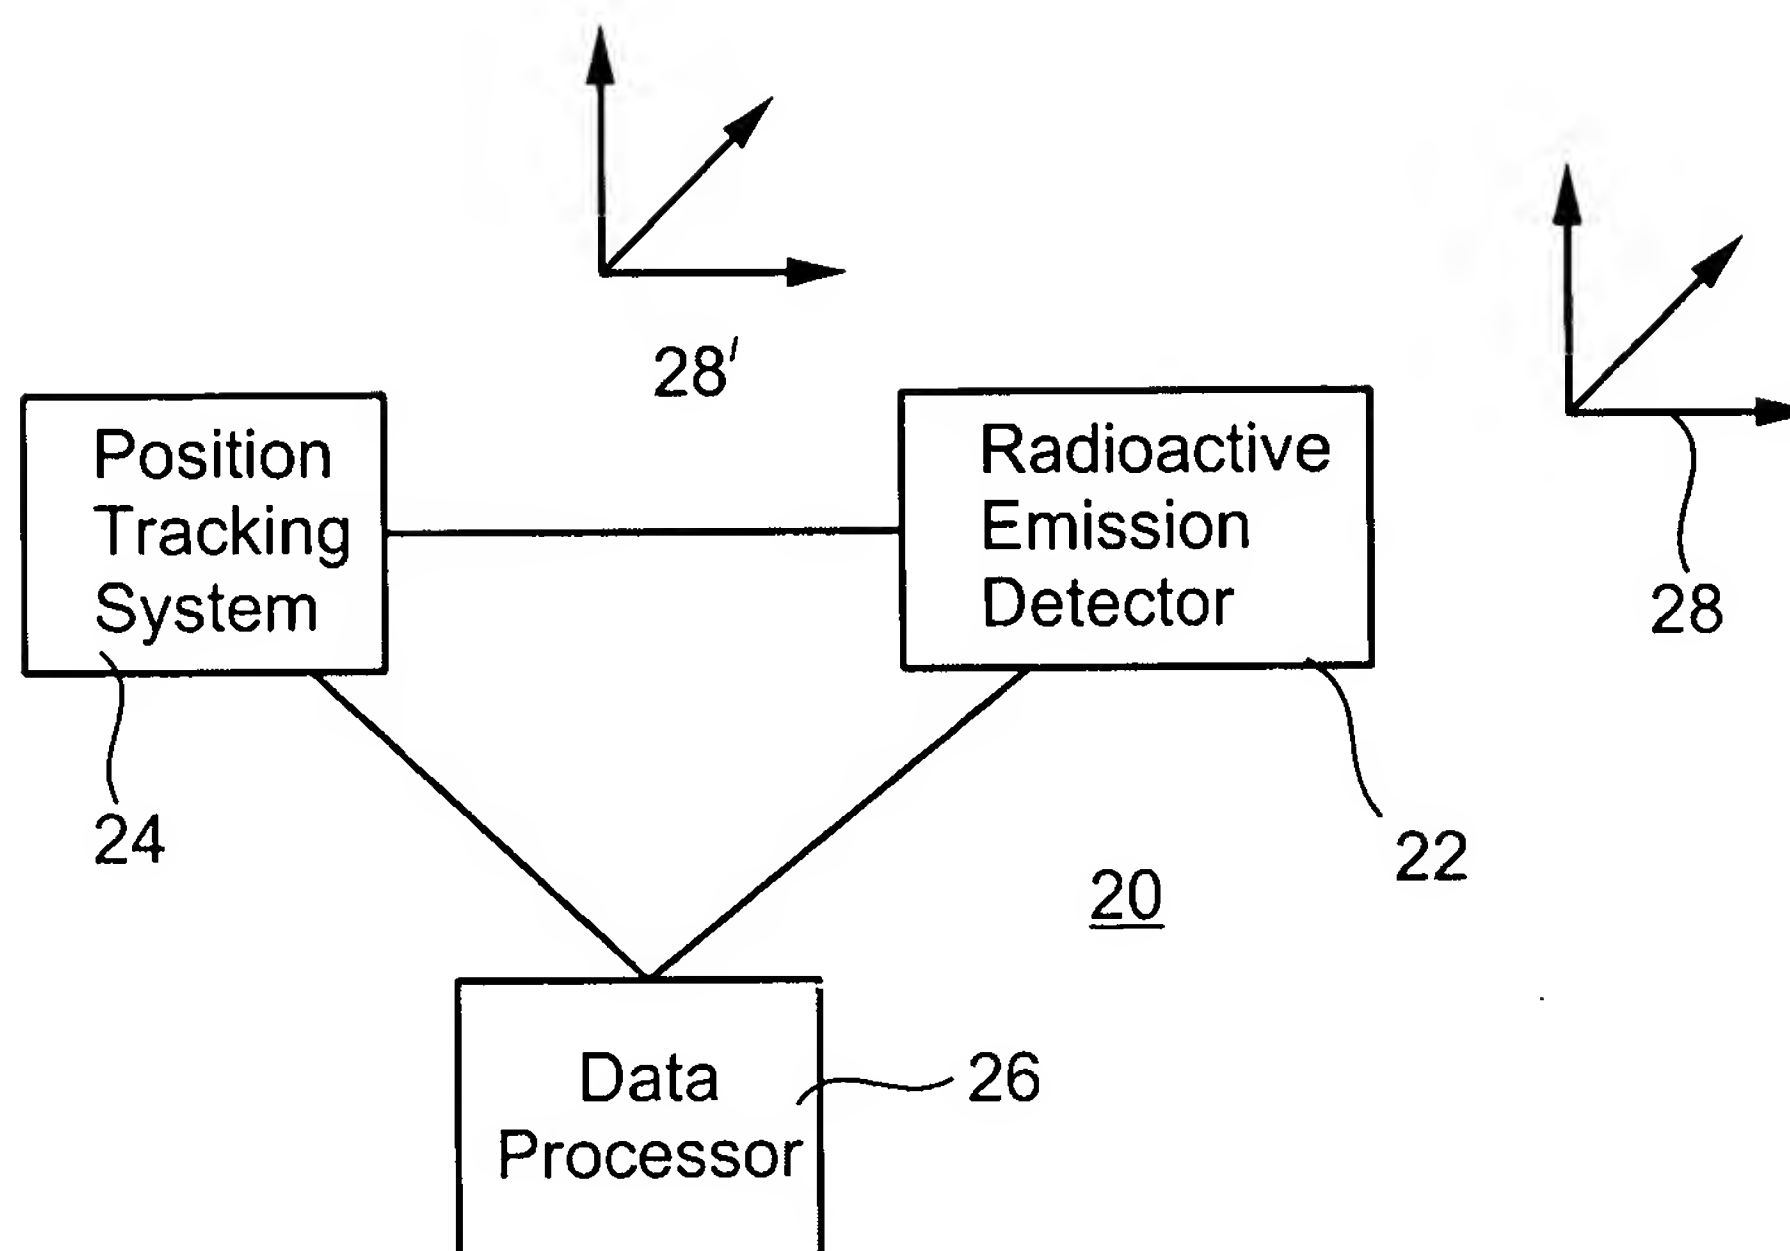 28'
Position
Tracking
System
Radioactive
Emission
Detector
28
24
22
20
Data
Processor
26